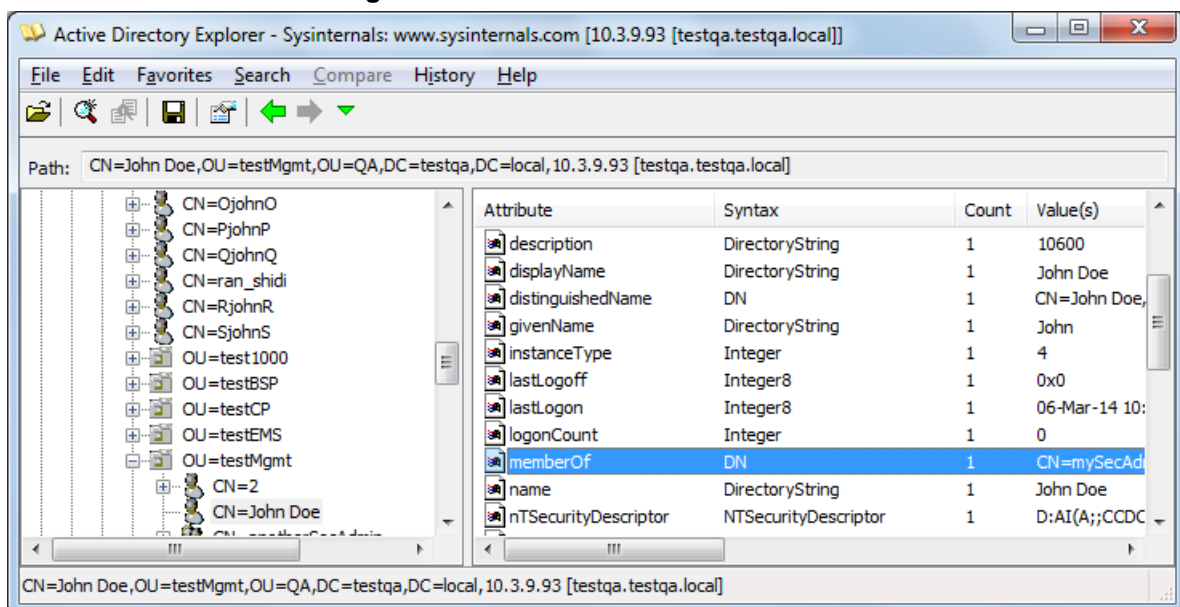 Active Directory Explorer - Sysinternals: www.sysinternals.com [10.3.9.93 [testqa.testqa.local]]
File Edit Favorites Search Compare History Help
Path: CN=John Doe,OU=testMgmt,OU=QA,DC=testqa,DC=local,10.3.9.93 [testqa.testqa.local]
CN=OjohnO
CN=PjohnP
CN=QjohnQ
CN=ran_shidi
CN=RjohnR
CN=SjohnS
OU=test1000
OU=testBSP
OU=testCP
OU=testEMS
OU=testMgmt
CN=2
CN=John Doe
Attribute Syntax Count Value(s)
description DirectoryString 1 10600
displayName DirectoryString 1 John Doe
distinguishedName DN 1 CN=John Doe,
givenName DirectoryString 1 John
instanceType Integer 1 4
lastLogoff Integer8 1 0x0
lastLogon Integer8 1 06-Mar-14 10:
logonCount Integer 1 0
memberOf DN 1 CN=mySecAd
name DirectoryString 1 John Doe
nTSecurityDescriptor NTSecurityDescriptor 1 D:AI(A;;CCDC
CN=John Doe,OU=testMgmt,OU=QA,DC=testqa,DC=local,10.3.9.93 [testqa.testqa.local]